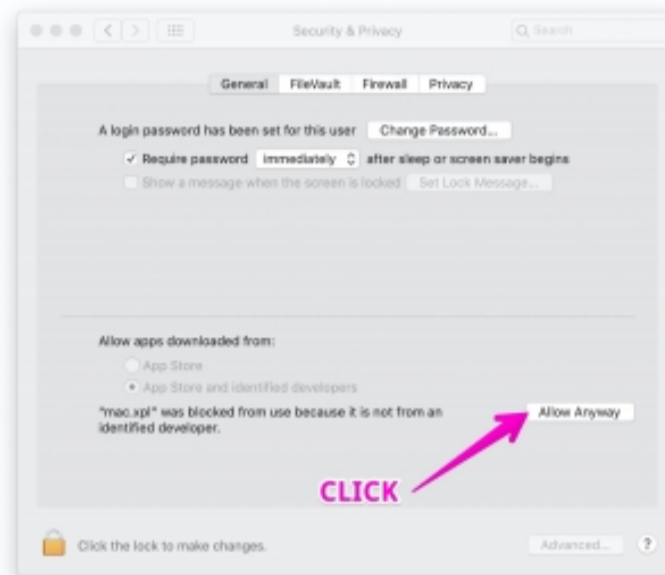 Security & Privacy
Search
General FileVault Firewall Privacy
A login password has been set for this user Change Password...
Require password immediately after sleep or screen saver begins
Show a message when the screen is locked Set Lock Message...
Allow apps downloaded from:
App Store
App Store and identified developers
"mac.xpl" was blocked from use because it is not from an
identified developer.
Allow Anyway
CLICK
Click the lock to make changes.
Advanced... ?